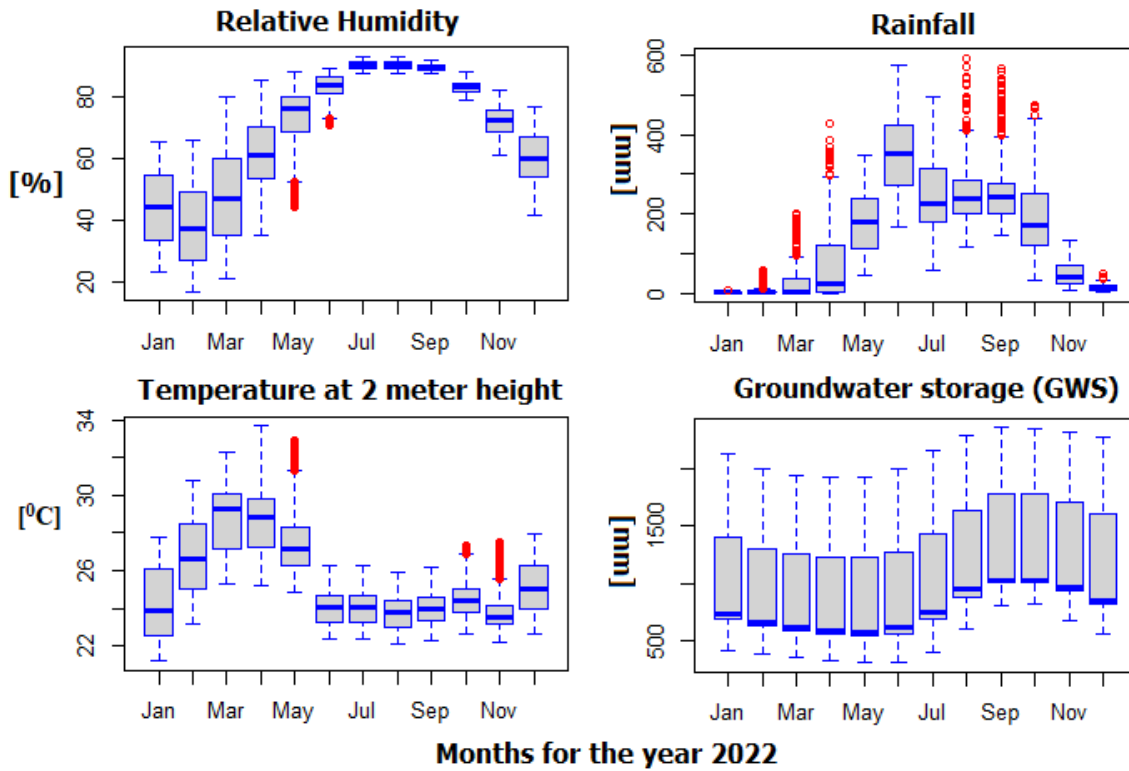 Relative Humidity
[%]
80
60
40
20
Jan Mar May Jul Sep Nov
Rainfall
[mm]
600
400
200
0
Jan Mar May Jul Sep Nov
Temperature at 2 meter height
[⁰C]
34
30
26
22
Jan Mar May Jul Sep Nov
Groundwater storage (GWS)
[mm]
1500
500
Jan Mar May Jul Sep Nov
Months for the year 2022